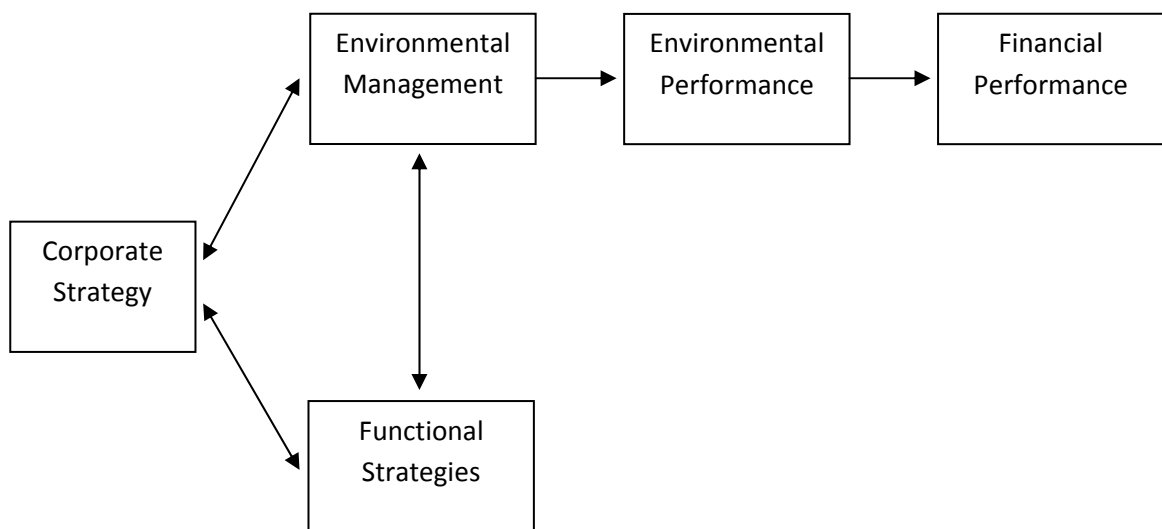 Environmental
Management
Environmental
Performance
Financial
Performance
Corporate
Strategy
Functional
Strategies